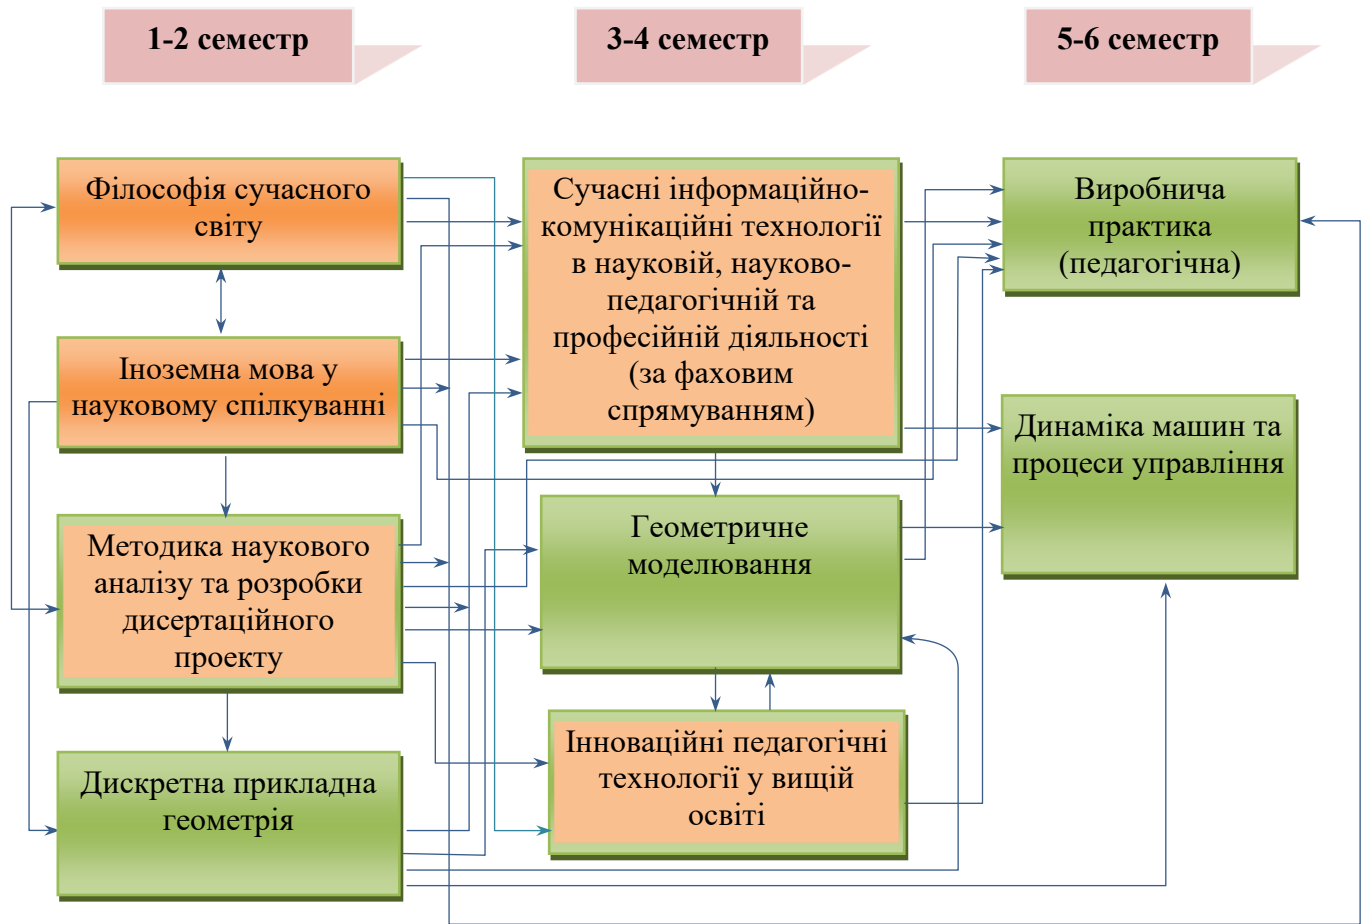 1-2 семестр
3-4 семестр
5-6 семестр
Філософія сучасного
світу
Іноземна мова у
науковому спілкуванні
Методика наукового
аналізу та розробки
дисертаційного
проекту
Дискретна прикладна
геометрія
Сучасні інформаційно-
комунікаційні технології
в науковій, науково-
педагогічній та
професійній діяльності
(за фаховим
спрямуванням)
Геометричне
моделювання
Інноваційні педагогічні
технології у вищій
освіті
Виробнича
практика
(педагогічна)
Динаміка машин та
процеси управління